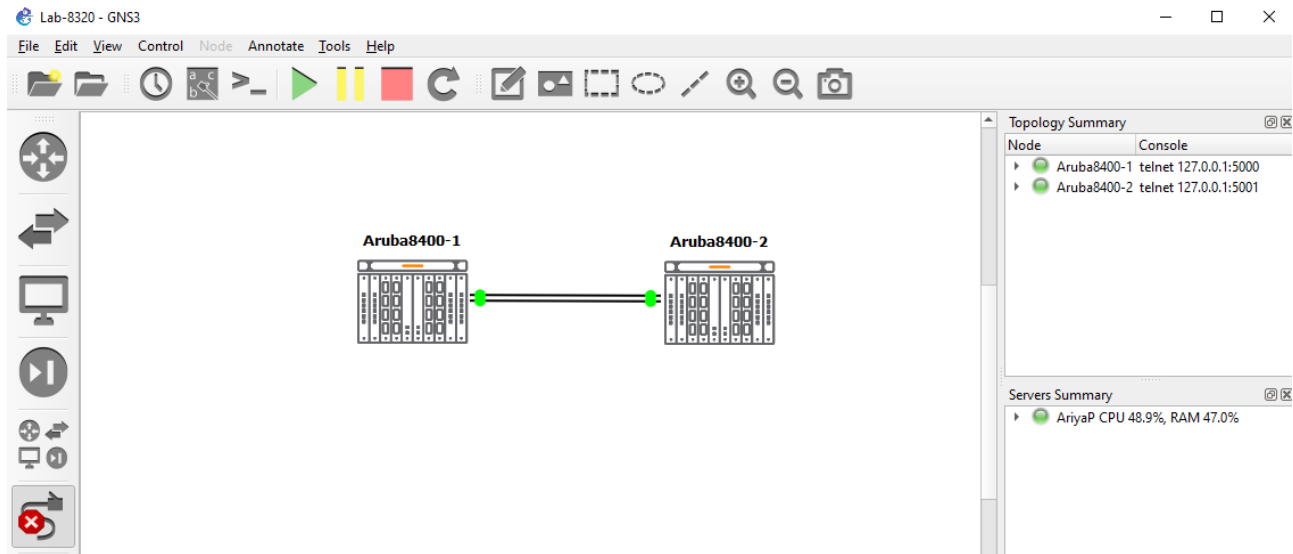 Lab-8320 - GNS3
File Edit View Control Node Annotate Tools Help
Topology Summary
Node Console
Aruba8400-1 telnet 127.0.0.1:5000
Aruba8400-2 telnet 127.0.0.1:5001
Aruba8400-1 Aruba8400-2
Servers Summary
AriyaP CPU 48.9%, RAM 47.0%